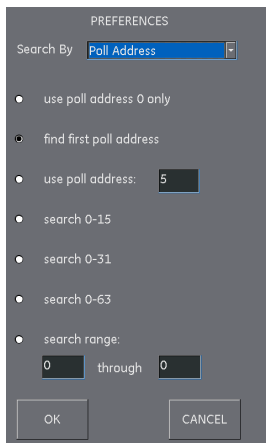 PREFERENCES
Search By Poll Address
use poll address 0 only
find first poll address
use poll address: 5
search 0-15
search 0-31
search 0-63
search range:
0 through 0
OK CANCEL